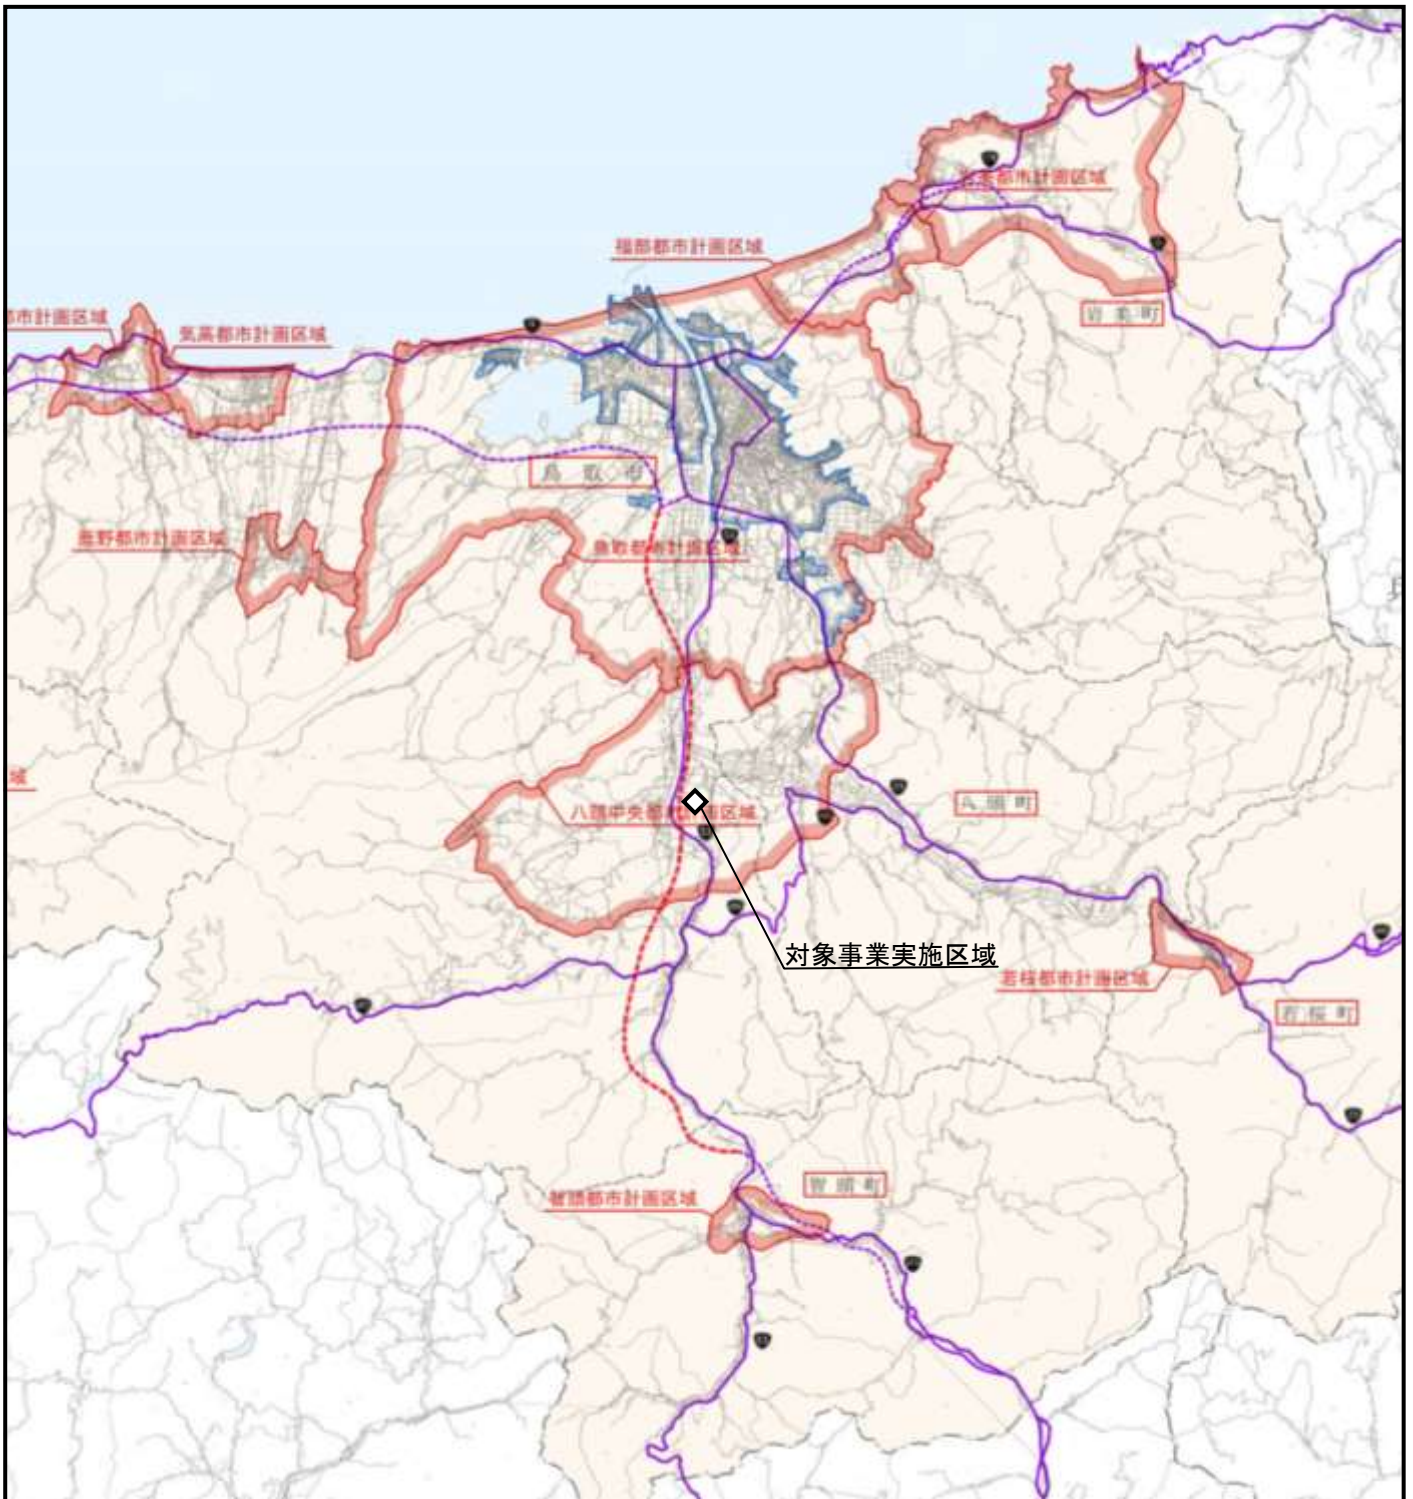 岩美都市計画区域
福部都市計画区域
岩美町
市計画区域
気高都市計画区域
鳥取市
鹿野都市計画区域
鳥取都市計画区域
域
八頭中央都市計画区域
八頭町
対象事業実施区域
若桜都市計画区域
若桜町
智頭町
智頭都市計画区域